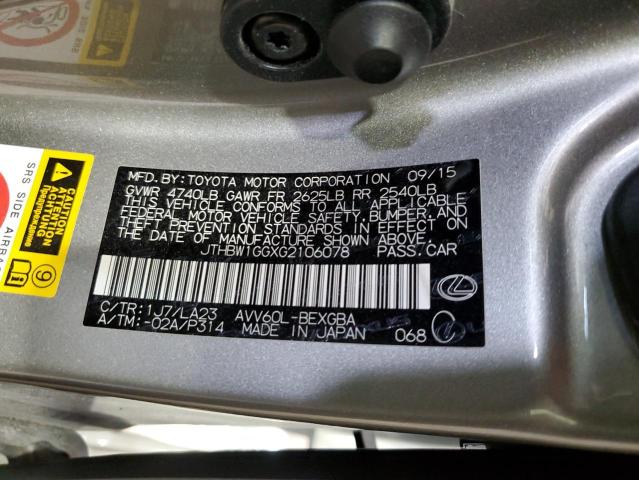 MFD. BY: TOYOTA MOTOR CORPORATION 09/15
GVWR 4740LB GAWR FR 2625LB RR 2540LB
THIS VEHICLE CONFORMS TO ALL APPLICABLE
FEDERAL MOTOR VEHICLE SAFETY, BUMPER, AND
THEFT PREVENTION STANDARDS IN EFFECT ON
THE DATE OF MANUFACTURE SHOWN ABOVE.
JTHBW1GGXG2106078 PASS. CAR
C/TR: 1J7/LA23 AVV60L-BEXGBA
A/TM: -02A/P314 MADE IN JAPAN 068
SRS SIDE AIRBAG
CAUTION
ACHTUNG
9